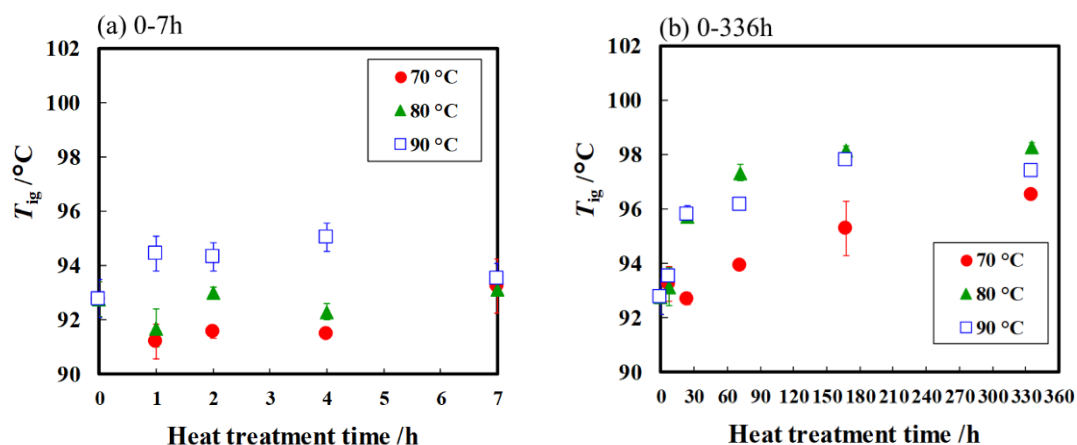 (a) 0-7h
102
100
98
96
94
92
90
T_ig /°C
70 °C
80 °C
90 °C
0 1 2 3 4 5 6 7
Heat treatment time /h
(b) 0-336h
102
100
98
96
94
92
90
T_ig /°C
70 °C
80 °C
90 °C
0 30 60 90 120 150 180 210 240 270 300 330 360
Heat treatment time /h